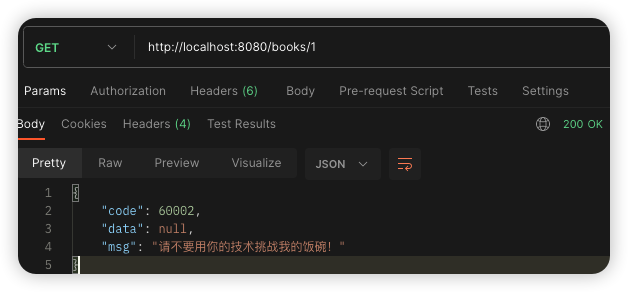 GET http://localhost:8080/books/1
Params Authorization Headers (6) Body Pre-request Script Tests Settings
Body Cookies Headers (4) Test Results 200 OK
Pretty Raw Preview Visualize JSON
1 {
2 "code": 60002,
3 "data": null,
4 "msg": "请不要用你的技术挑战我的饭碗！"
5 }